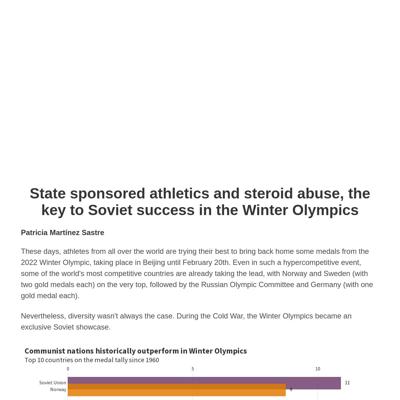 State sponsored athletics and steroid abuse, the
key to Soviet success in the Winter Olympics
Patricia Martínez Sastre
These days, athletes from all over the world are trying their best to bring back home some medals from the
2022 Winter Olympic, taking place in Beijing until February 20th. Even in such a hypercompetitive event,
some of the world's most competitive countries are already taking the lead, with Norway and Sweden (with
two gold medals each) on the very top, followed by the Russian Olympic Committee and Germany (with one
gold medal each).
Nevertheless, diversity wasn't always the case. During the Cold War, the Winter Olympics became an
exclusive Soviet showcase.
Communist nations historically outperform in Winter Olympics
Top 10 countries on the medal tally since 1960
0 5 10
Soviet Union 11
Norway